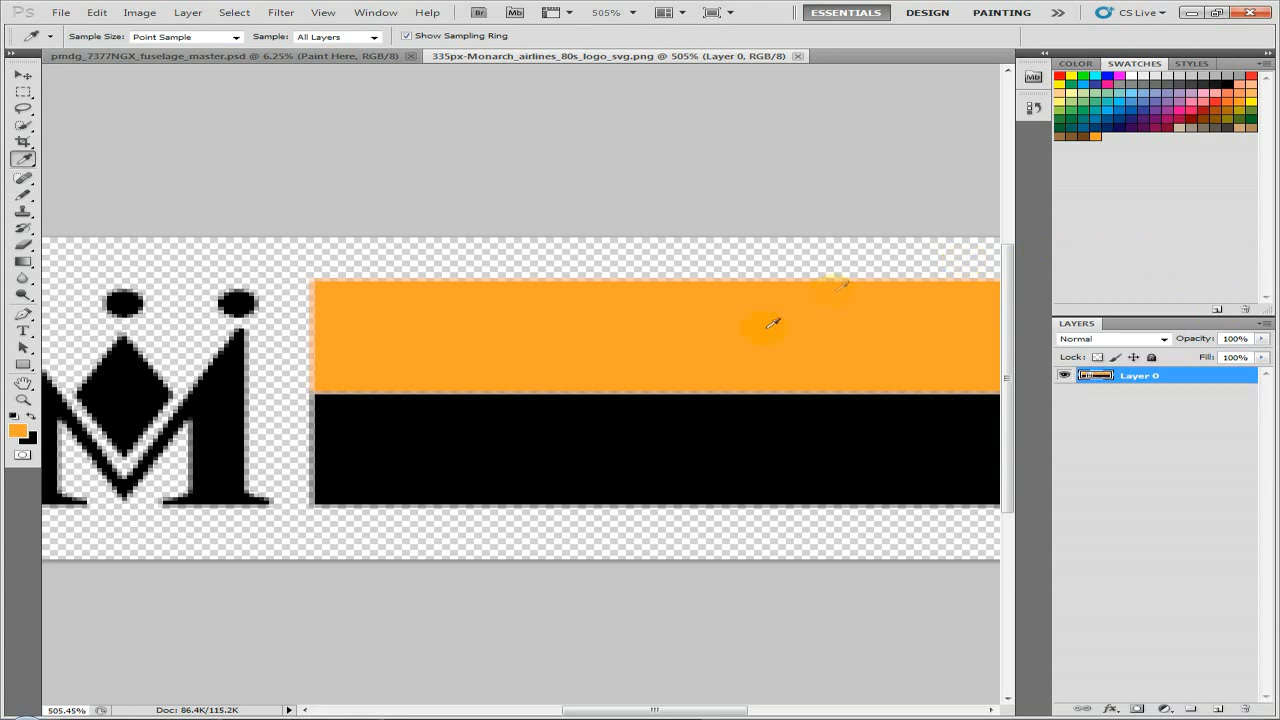 Ps File Edit Image Layer Select Filter View Window Help Br Mb 505% ESSENTIALS DESIGN PAINTING >> CS Live
Sample Size: Point Sample Sample: All Layers Show Sampling Ring
pmdg_7377NGX_fuselage_master.psd @ 6.25% (Paint Here, RGB/8) 335px-Monarch_airlines_80s_logo_svg.png @ 505% (Layer 0, RGB/8)
COLOR SWATCHES STYLES
Mb
LAYERS
Normal Opacity: 100%
Lock: Fill: 100%
Layer 0
M
T
505.45% Doc: 86.4K/115.2K
fx